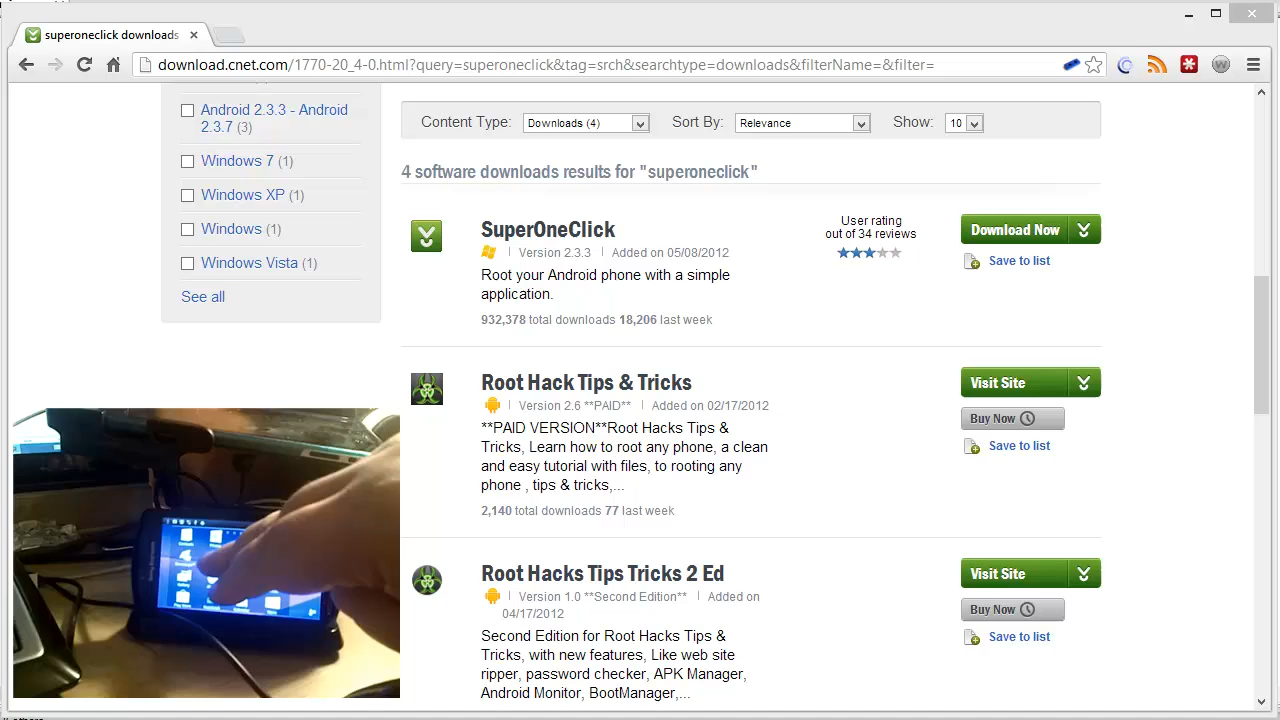 superoneclick downloads
download.cnet.com/1770-20_4-0.html?query=superoneclick&tag=srch&searchtype=downloads&filterName=&filter=
Android 2.3.3 - Android
2.3.7 (3)
Windows 7 (1)
Windows XP (1)
Windows (1)
Windows Vista (1)
See all
Content Type: Downloads (4) Sort By: Relevance Show: 10
4 software downloads results for "superoneclick"
SuperOneClick
Version 2.3.3 | Added on 05/08/2012
Root your Android phone with a simple
application.
932,378 total downloads 18,206 last week
User rating
out of 34 reviews
Download Now
Save to list
Root Hack Tips & Tricks
Version 2.6 **PAID** | Added on 02/17/2012
**PAID VERSION**Root Hacks Tips &
Tricks, Learn how to root any phone, a clean
and easy tutorial with files, to rooting any
phone , tips & tricks,...
2,140 total downloads 77 last week
Visit Site
Buy Now
Save to list
Root Hacks Tips Tricks 2 Ed
Version 1.0 **Second Edition** | Added on
04/17/2012
Second Edition for Root Hacks Tips &
Tricks, with new features, Like web site
ripper, password checker, APK Manager,
Android Monitor, BootManager,...
Visit Site
Buy Now
Save to list